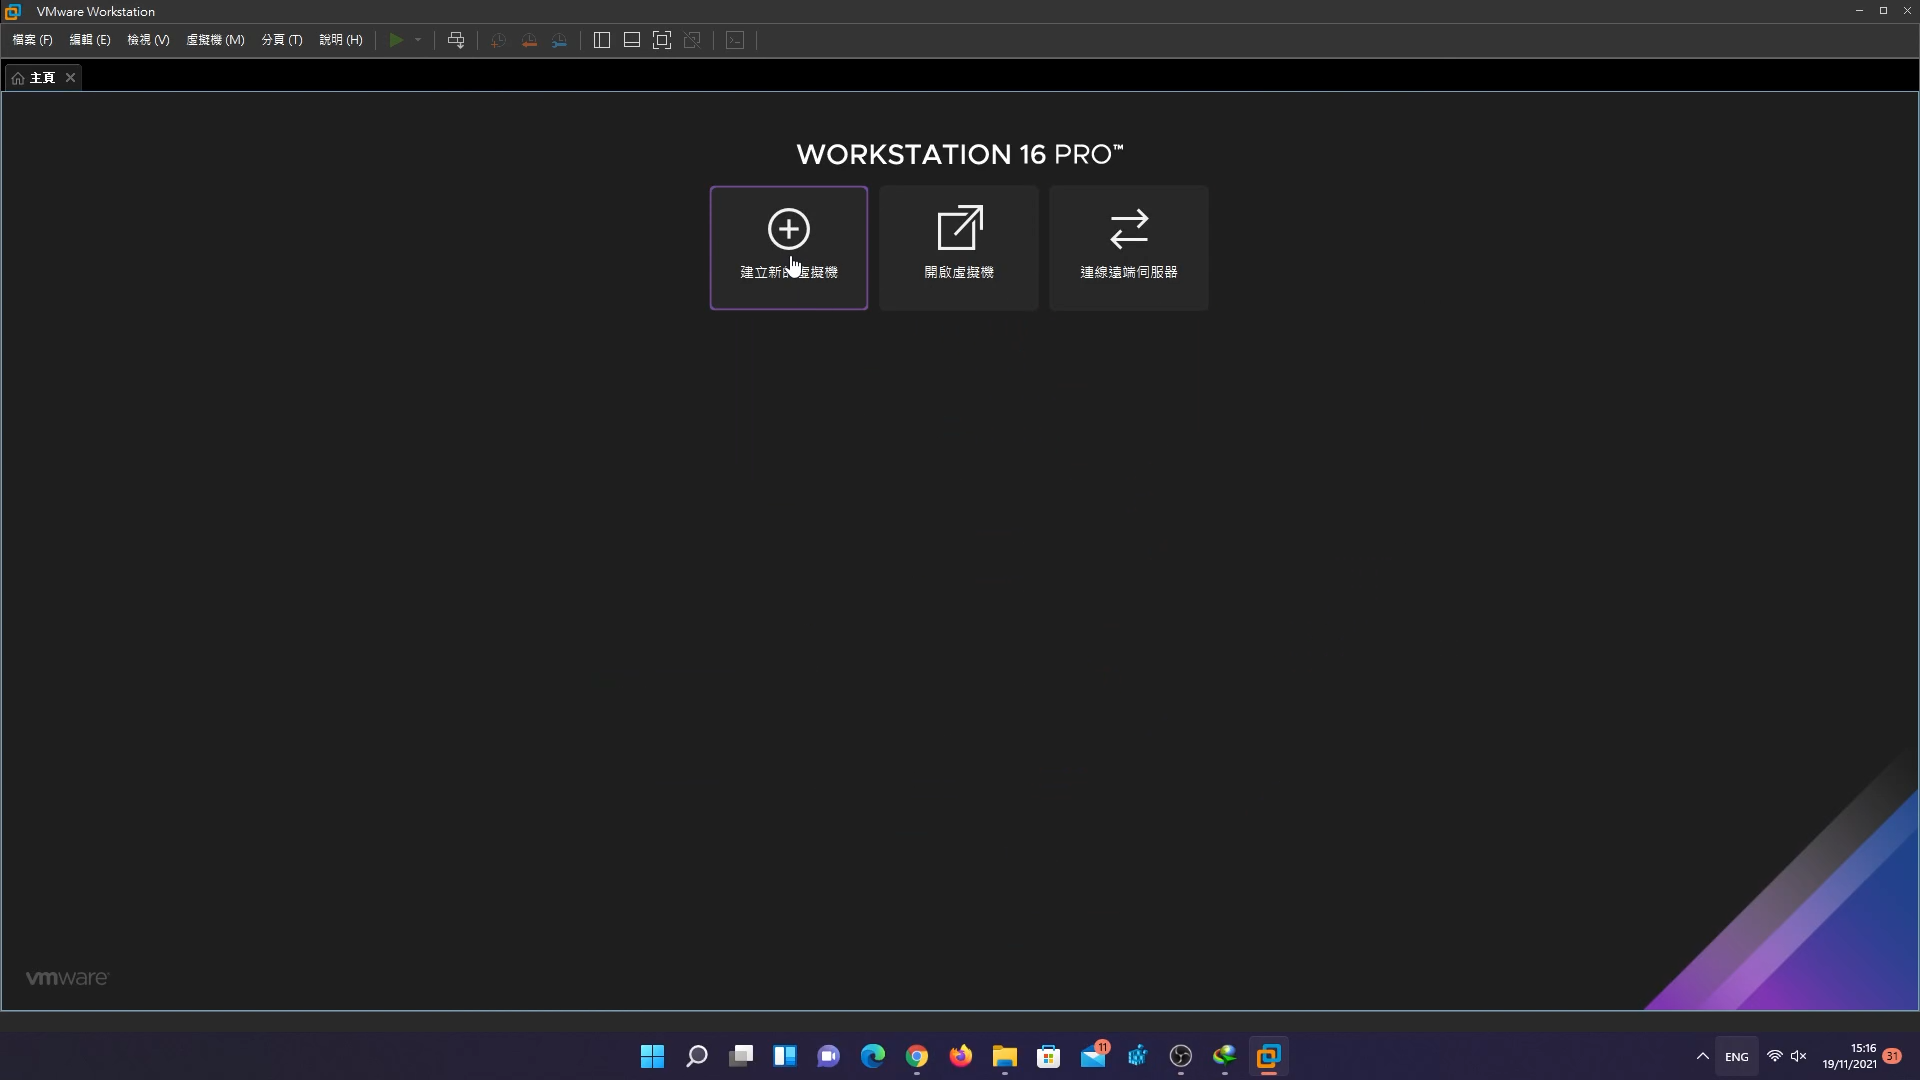 VMware Workstation
檔案 (F) 編輯 (E) 檢視 (V) 虛擬機 (M) 分頁 (T) 說明 (H)
主頁
WORKSTATION 16 PRO™
建立新的虛擬機 開啟虛擬機 連線遠端伺服器
vmware
11
ENG
15:16
19/11/2021
31